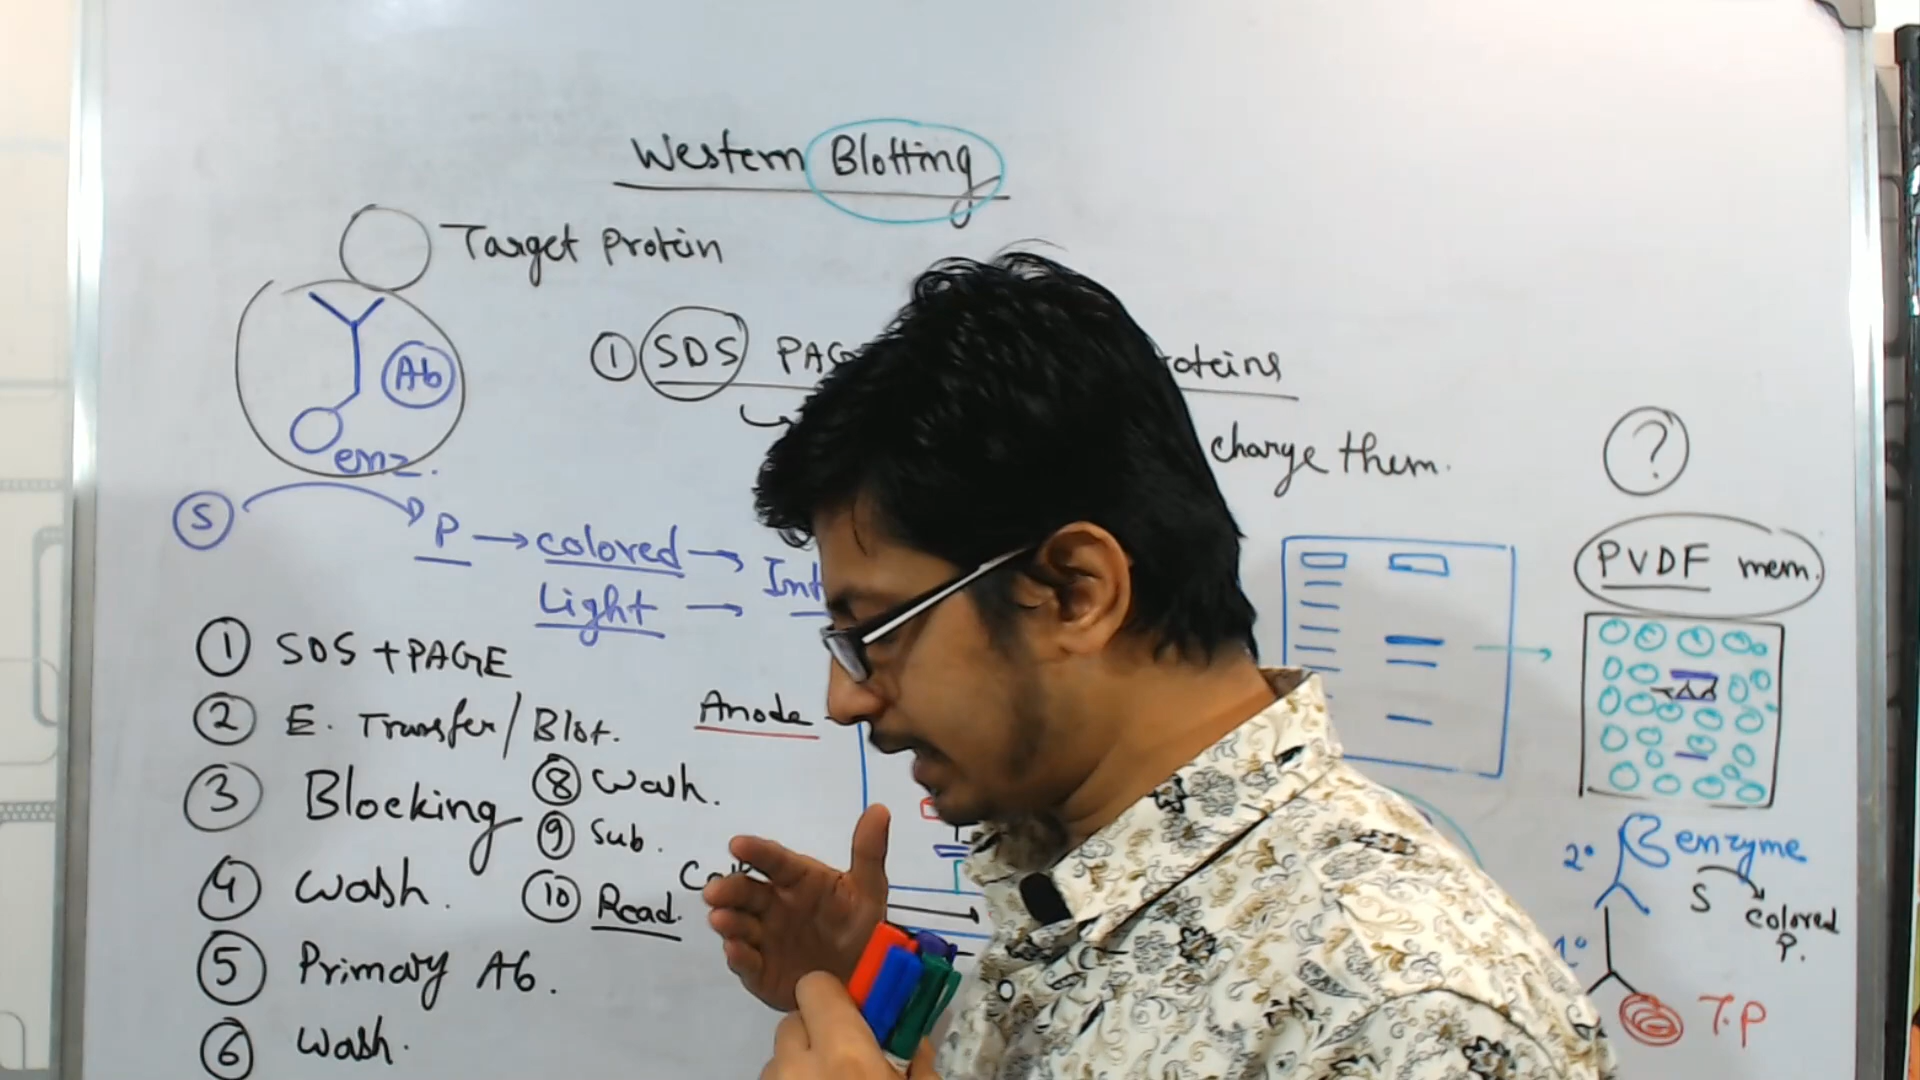 Western Blotting
Target Protein
Ab
enz.
S
P → colored →
Light →
① SDS
oteins
charge them.
?
PVDF mem.
① SDS + PAGE
② E. Transfer / Blot.
③ Blocking
④ Wash.
⑤ Primary Ab.
⑥ Wash.
⑧ Wash.
⑨ Sub.
⑩ Read.
Anode
2° enzyme
S
colored
P.
1°
T.P